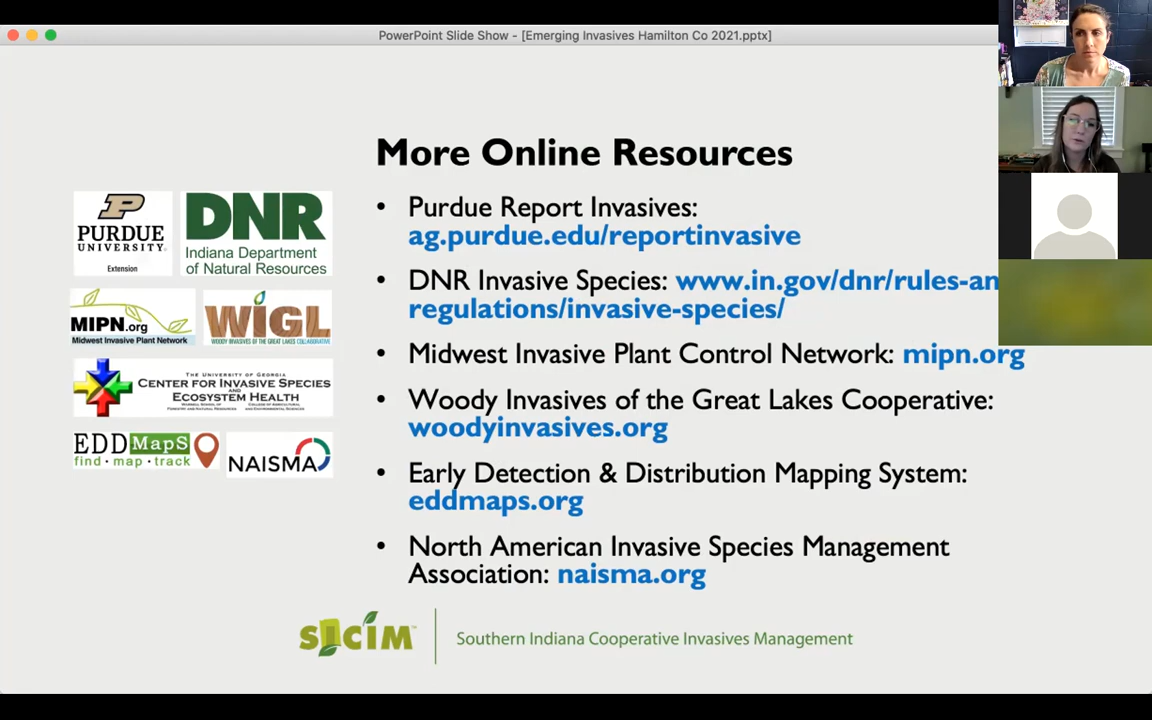 PowerPoint Slide Show - [Emerging Invasives Hamilton Co 2021.pptx]
More Online Resources
PURDUE
UNIVERSITY
Extension
DNR
Indiana Department
of Natural Resources
MIPN.org
Midwest Invasive Plant Network
WIGL
WOODY INVASIVES OF THE GREAT LAKES COLLABORATIVE
THE UNIVERSITY OF GEORGIA
CENTER FOR INVASIVE SPECIES
AND
ECOSYSTEM HEALTH
EDDMapS
find·map·track
NAISMA
• Purdue Report Invasives:
ag.purdue.edu/reportinvasive
• DNR Invasive Species: www.in.gov/dnr/rules-an
regulations/invasive-species/
• Midwest Invasive Plant Control Network: mipn.org
• Woody Invasives of the Great Lakes Cooperative:
woodyinvasives.org
• Early Detection & Distribution Mapping System:
eddmaps.org
• North American Invasive Species Management
Association: naisma.org
SICIM™
Southern Indiana Cooperative Invasives Management